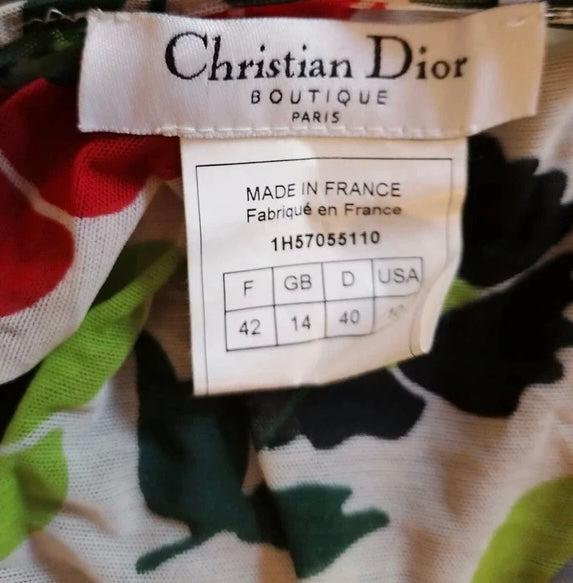 Christian Dior
BOUTIQUE
PARIS
MADE IN FRANCE
Fabriqué en France
1H57055110
F GB D USA
42 14 40